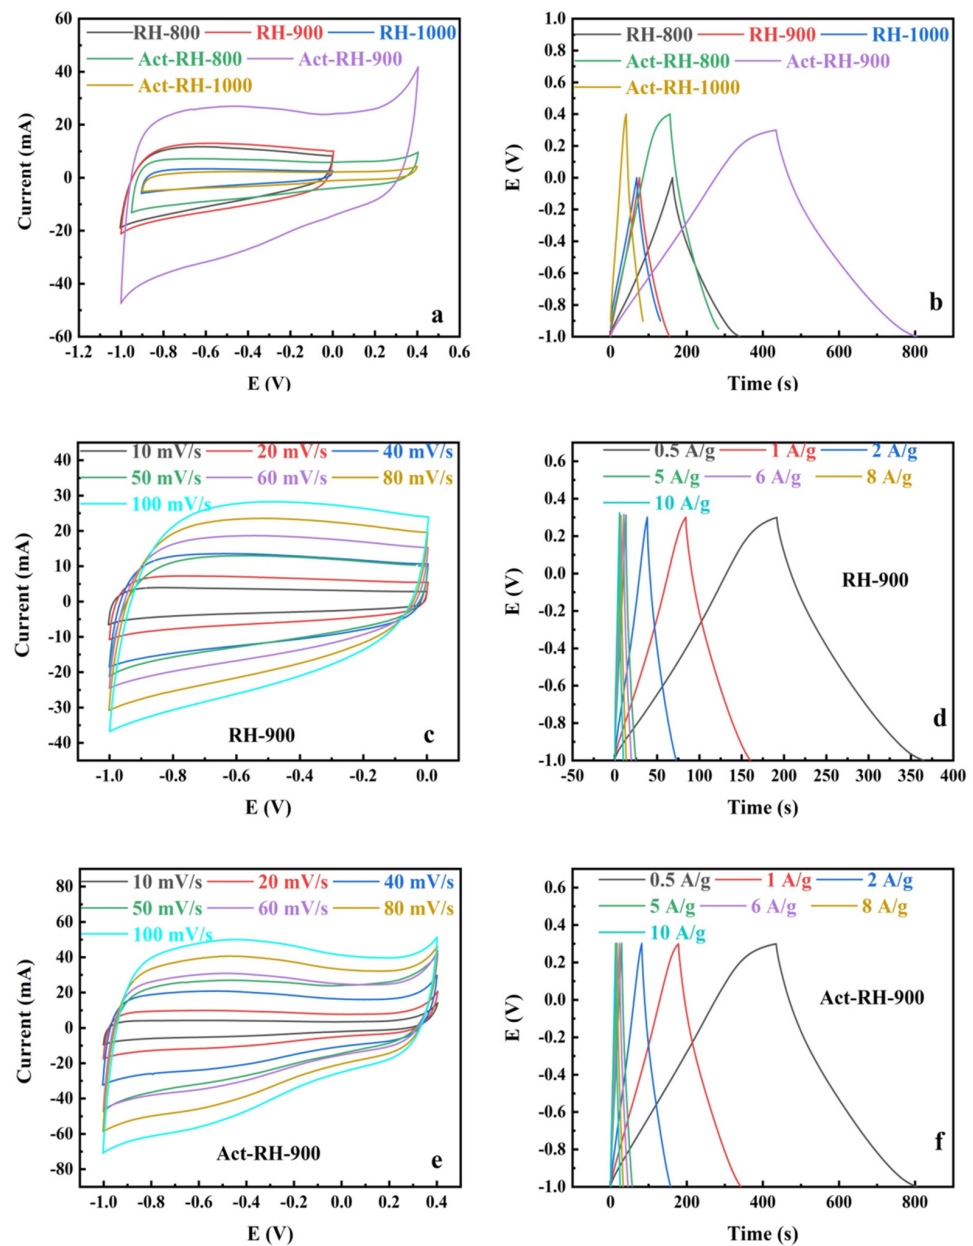 60
40
20
0
-20
-40
-60
Current (mA)
RH-800 RH-900 RH-1000
Act-RH-800 Act-RH-900
Act-RH-1000
a
-1.2 -1.0 -0.8 -0.6 -0.4 -0.2 0.0 0.2 0.4 0.6
E (V)
1.0
0.8
0.6
0.4
0.2
0.0
-0.2
-0.4
-0.6
-0.8
-1.0
E (V)
RH-800 RH-900 RH-1000
Act-RH-800 Act-RH-900
Act-RH-1000
b
0 200 400 600 800
Time (s)
40
30
20
10
0
-10
-20
-30
-40
Current (mA)
10 mV/s 20 mV/s 40 mV/s
50 mV/s 60 mV/s 80 mV/s
100 mV/s
RH-900
c
-1.0 -0.8 -0.6 -0.4 -0.2 0.0
E (V)
0.6
0.4
0.2
0.0
-0.2
-0.4
-0.6
-0.8
-1.0
E (V)
0.5 A/g 1 A/g 2 A/g
5 A/g 6 A/g 8 A/g
10 A/g
RH-900
d
-50 0 50 100 150 200 250 300 350 400
Time (s)
80
60
40
20
0
-20
-40
-60
-80
Current (mA)
10 mV/s 20 mV/s 40 mV/s
50 mV/s 60 mV/s 80 mV/s
100 mV/s
Act-RH-900
e
-1.0 -0.8 -0.6 -0.4 -0.2 0.0 0.2 0.4
E (V)
0.6
0.4
0.2
0.0
-0.2
-0.4
-0.6
-0.8
-1.0
E (V)
0.5 A/g 1 A/g 2 A/g
5 A/g 6 A/g 8 A/g
10 A/g
Act-RH-900
f
0 200 400 600 800
Time (s)